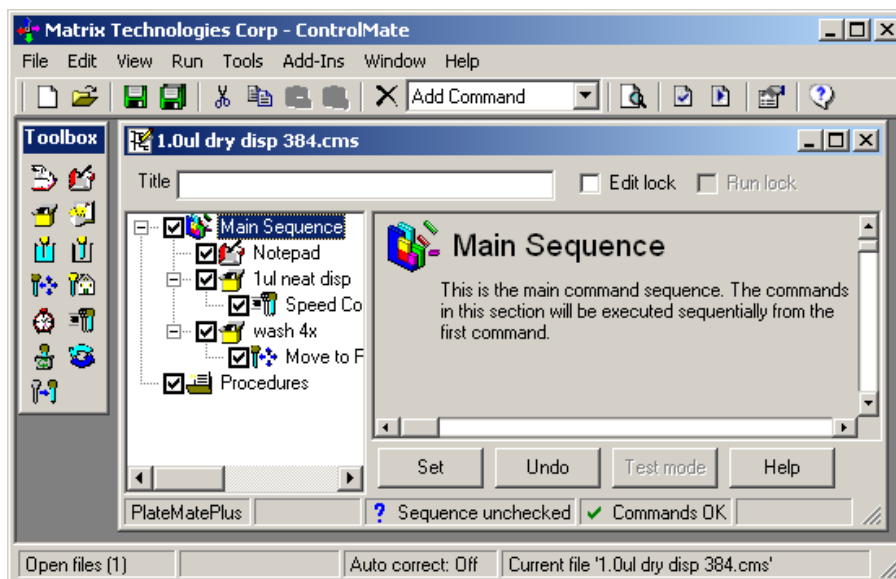 Matrix Technologies Corp - ControlMate
File Edit View Run Tools Add-Ins Window Help
Add Command
Toolbox
1.0ul dry disp 384.cms
Title
Edit lock
Run lock
Main Sequence
Notepad
1ul neat disp
Speed Co
wash 4x
Move to F
Procedures
Main Sequence
This is the main command sequence. The commands
in this section will be executed sequentially from the
first command.
Set Undo Test mode Help
PlateMatePlus ? Sequence unchecked Commands OK
Open files (1) Auto correct: Off Current file '1.0ul dry disp 384.cms'